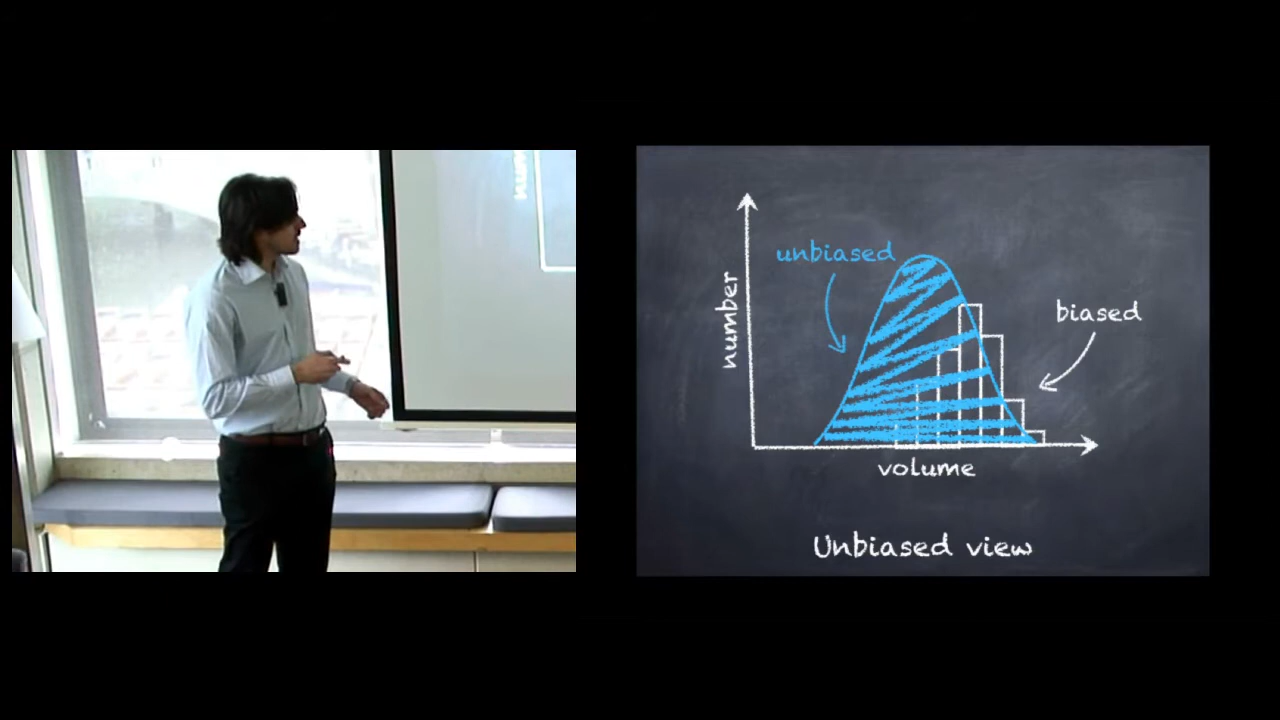 unbiased
biased
number
volume
Unbiased view